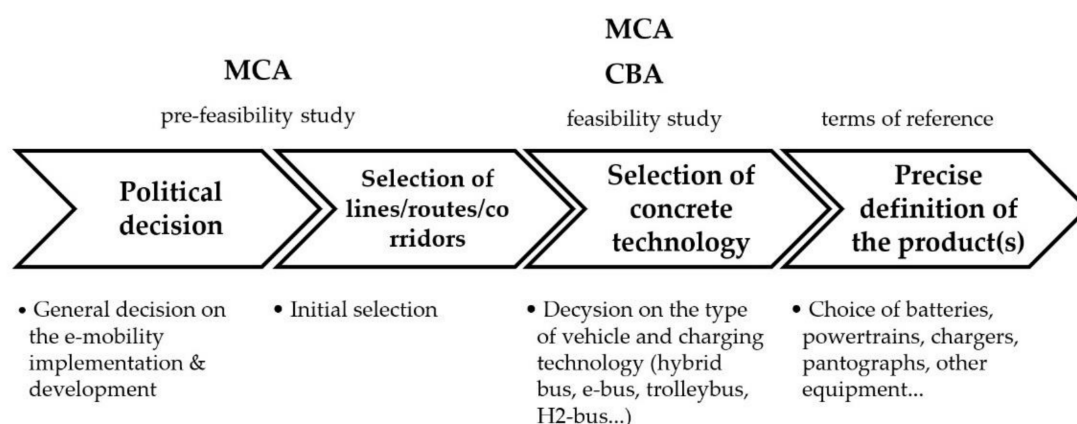 MCA
pre-feasibility study
MCA
CBA
feasibility study
terms of reference
Political
decision
Selection of
lines/routes/co
rridors
Selection of
concrete
technology
Precise
definition of
the product(s)
• General decision on
the e-mobility
implementation &
development
• Initial selection
• Decysion on the type
of vehicle and charging
technology (hybrid
bus, e-bus, trolleybus,
H2-bus...)
• Choice of batteries,
powertrains, chargers,
pantographs, other
equipment...